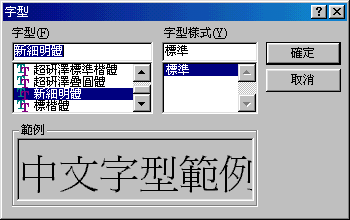 字型
字型(F)
新細明體
超研澤標準楷體
超研澤疊圓體
新細明體
標楷體
字型樣式(Y)
標準
標準
確定
取消
範例
中文字型範例